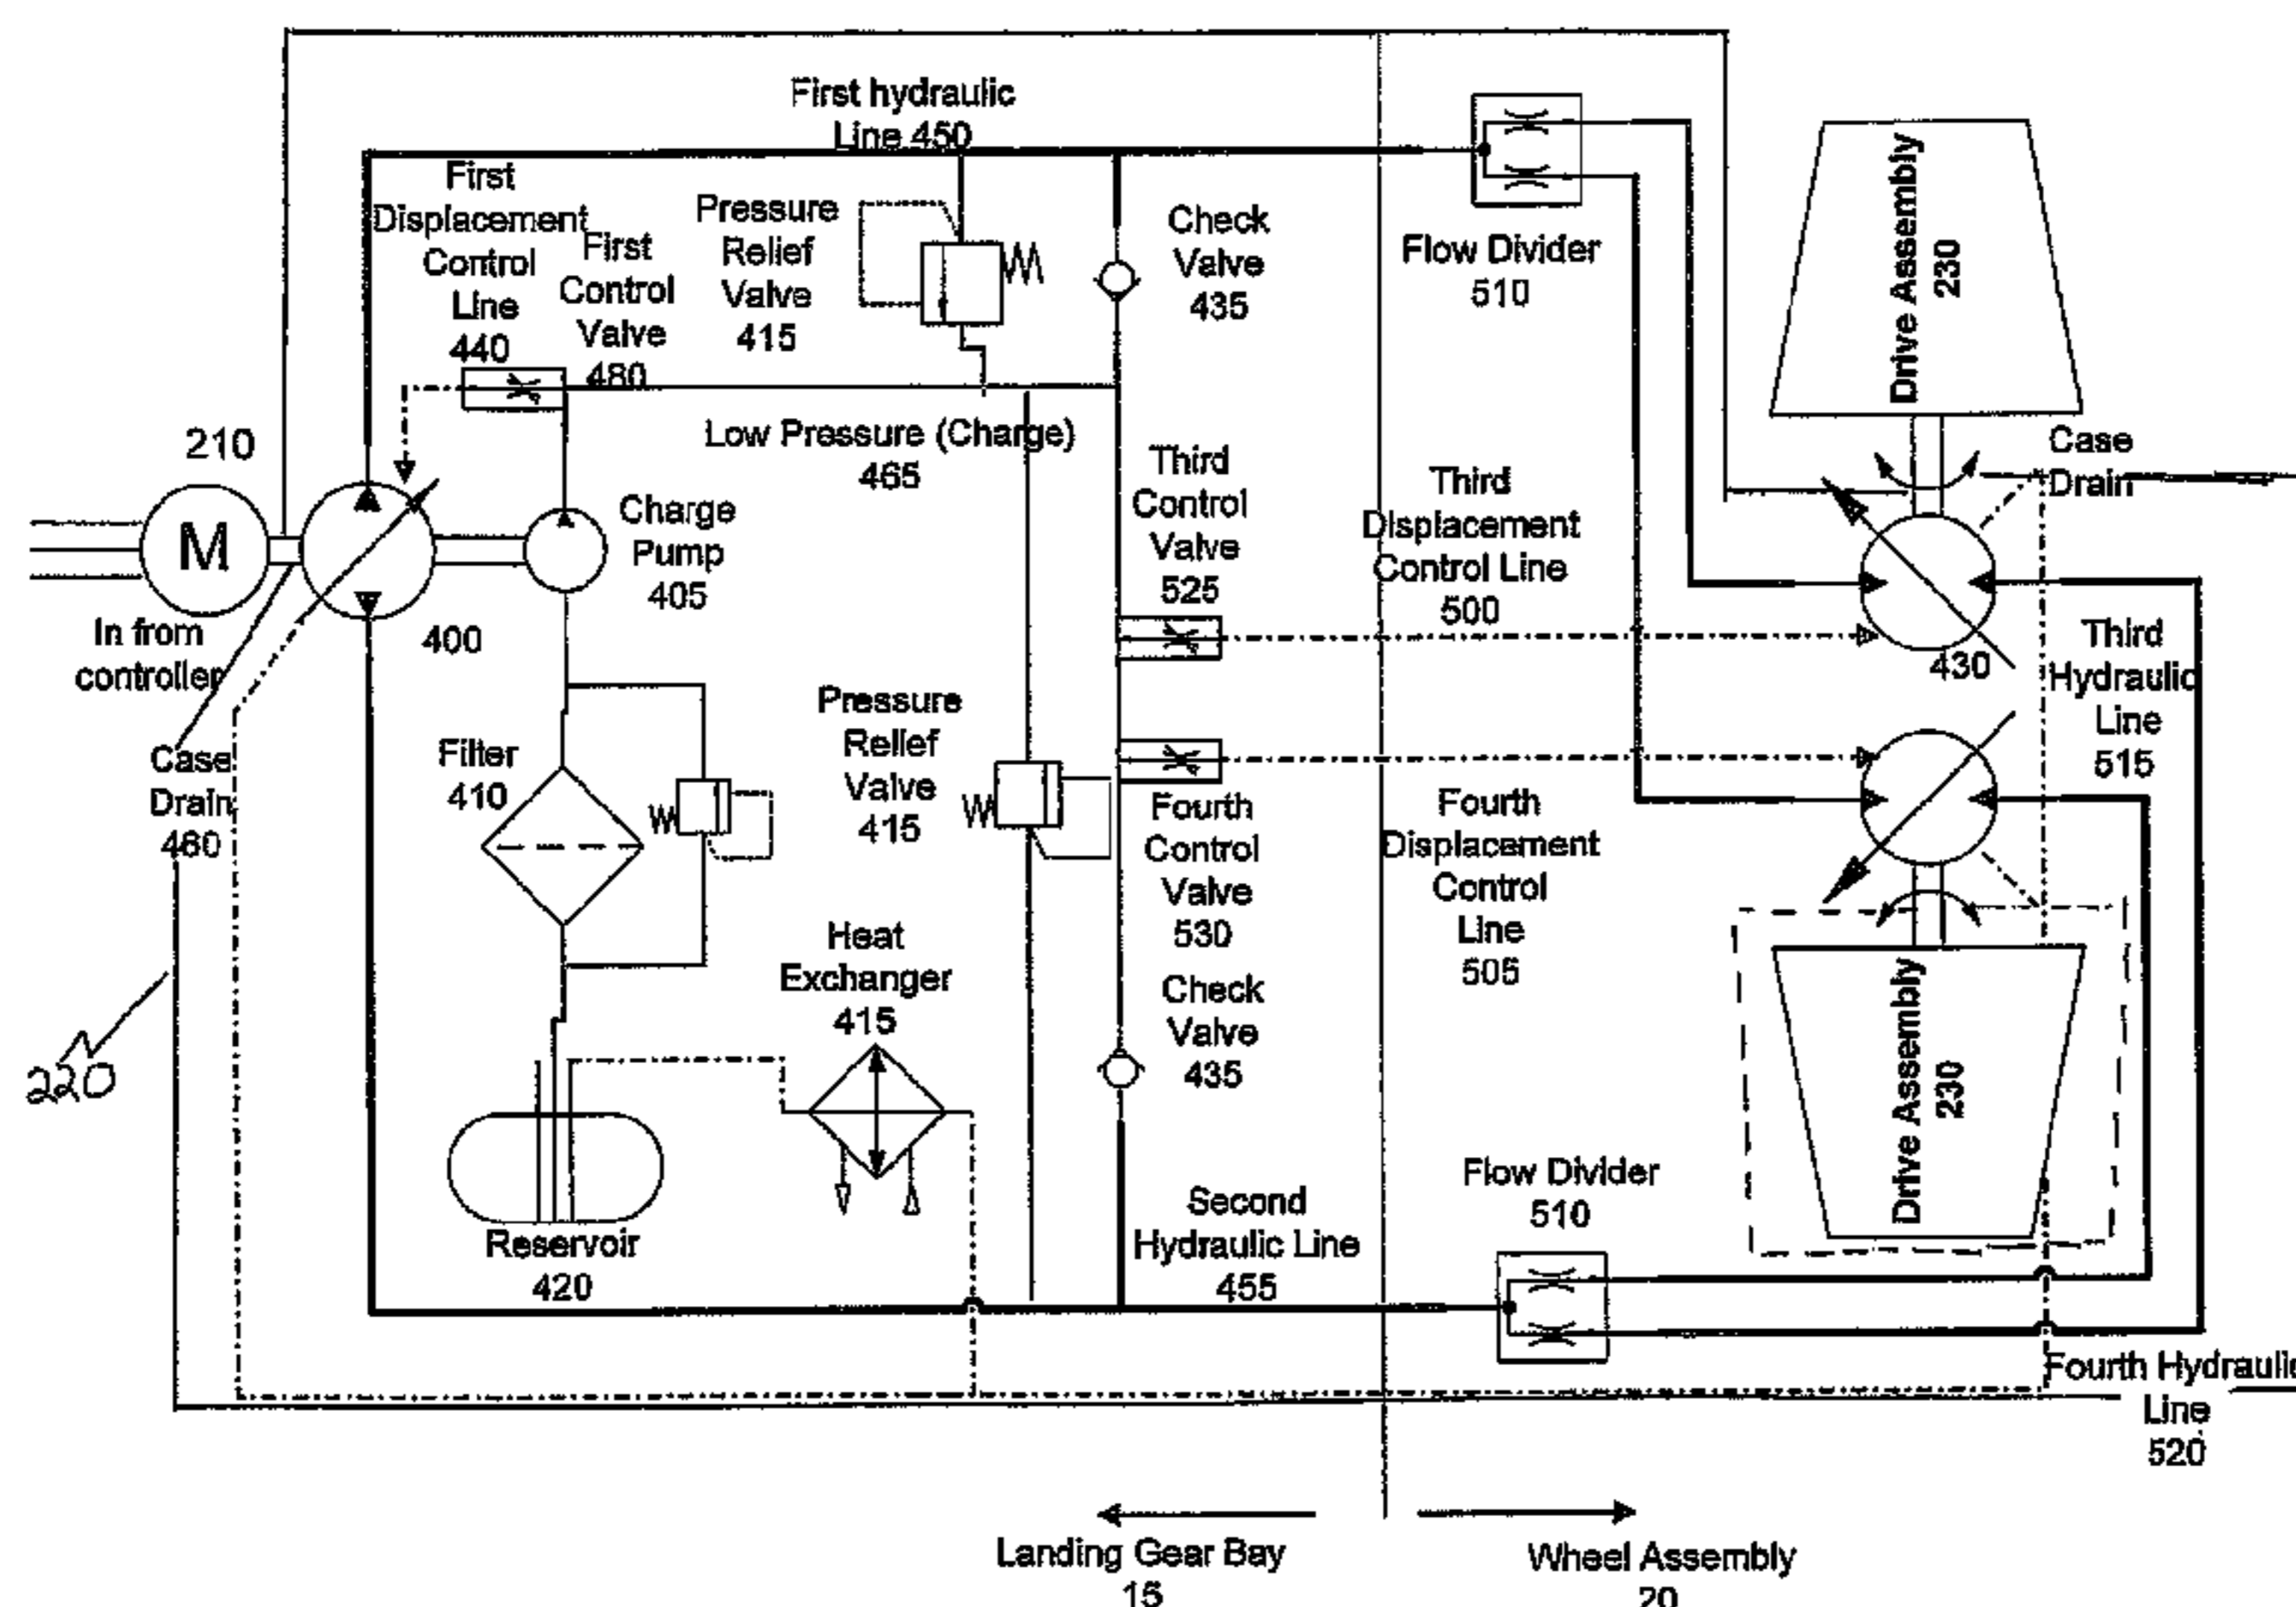 First hydraulic
Line 450
First
Displacement
Control
Line
440
First
Control
Valve
480
Pressure
Relief
Valve
415
Check
Valve
435
Flow Divider
510
Drive Assembly
230
210
M
In from
controller
400
Charge
Pump
405
Low Pressure (Charge)
465
Third
Control
Valve
525
Third
Displacement
Control Line
500
Case
Drain
430
Third
Hydraulic
Line
515
Case
Drain
460
Filter
410
Pressure
Relief
Valve
415
Fourth
Control
Valve
530
Fourth
Displacement
Control
Line
505
Heat
Exchanger
415
Check
Valve
435
Drive Assembly
230
220
Reservoir
420
Second
Hydraulic Line
455
Flow Divider
510
Fourth Hydraulic
Line
520
Landing Gear Bay
15
Wheel Assembly
20